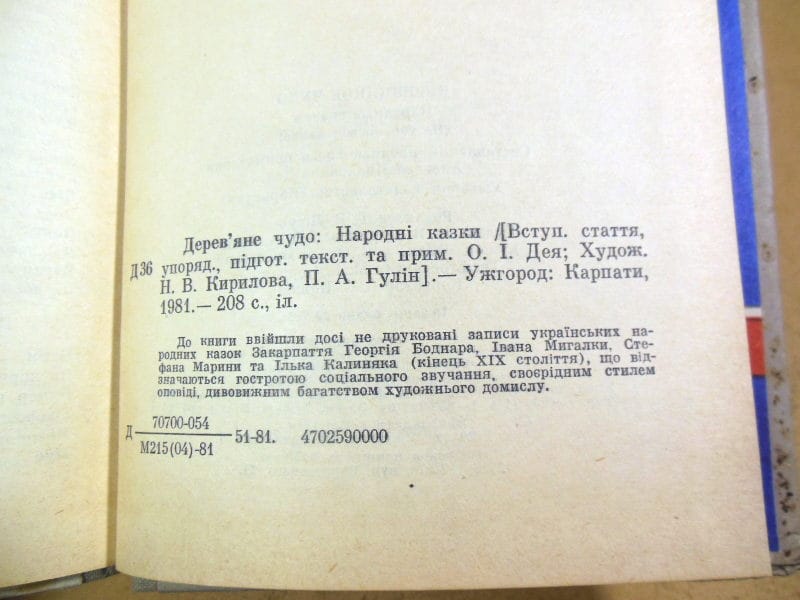 Дерев'яне чудо: Народні казки /[Вступ. стаття,
Д36 упоряд., підгот. текст. та прим. О. І. Дея; Худож.
Н. В. Кирилова, П. А. Гулін].— Ужгород: Карпати,
1981.— 208 с., іл.
До книги ввійшли досі не друковані записи українських на-
родних казок Закарпаття Георгія Боднара, Івана Мигалки, Сте-
фана Марини та Ілька Калиняка (кінець XIX століття), що від-
значаються гостротою соціального звучання, своєрідним стилем
оповіді, дивовижним багатством художнього домислу.
70700-054
Д 51-81. 4702590000
М215(04)-81